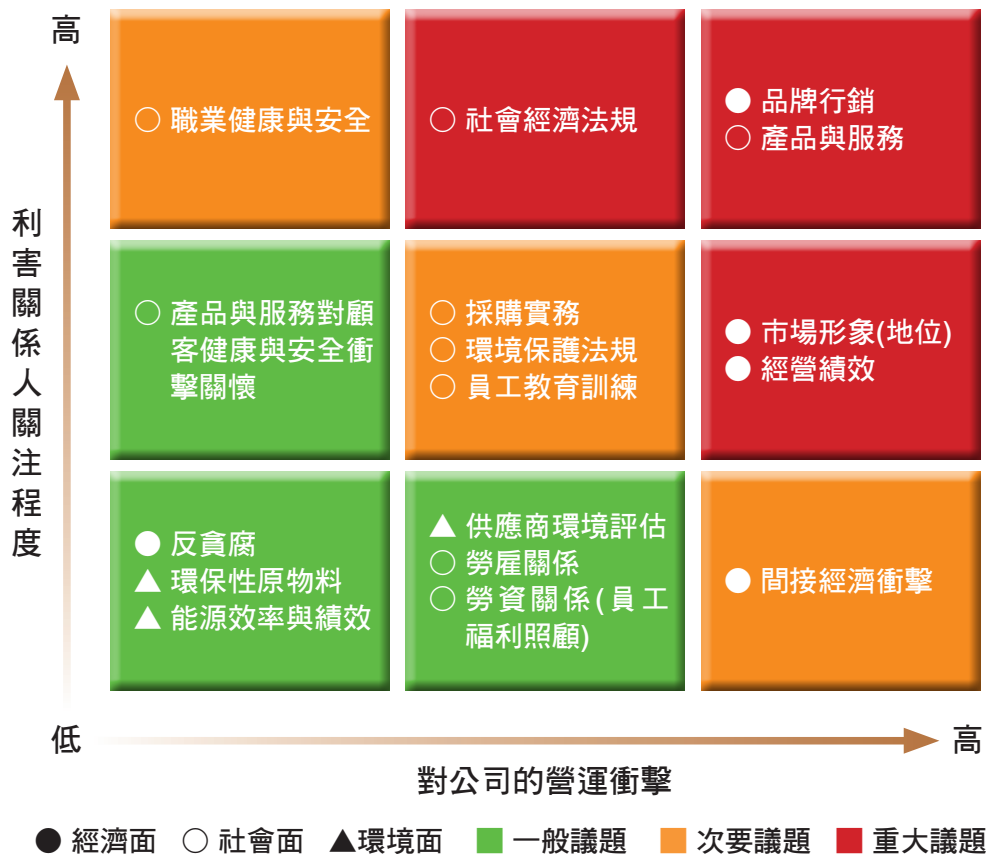 高
利害關係人關注程度
○ 職業健康與安全
○ 社會經濟法規
● 品牌行銷
○ 產品與服務
○ 產品與服務對顧
客健康與安全衝
擊關懷
○ 採購實務
○ 環境保護法規
○ 員工教育訓練
● 市場形象(地位)
● 經營績效
● 反貪腐
▲ 環保性原物料
▲ 能源效率與績效
▲ 供應商環境評估
○ 勞雇關係
○ 勞資關係(員工
福利照顧)
● 間接經濟衝擊
低
高
對公司的營運衝擊
● 經濟面 ○ 社會面 ▲環境面 ■ 一般議題 ■ 次要議題 ■ 重大議題